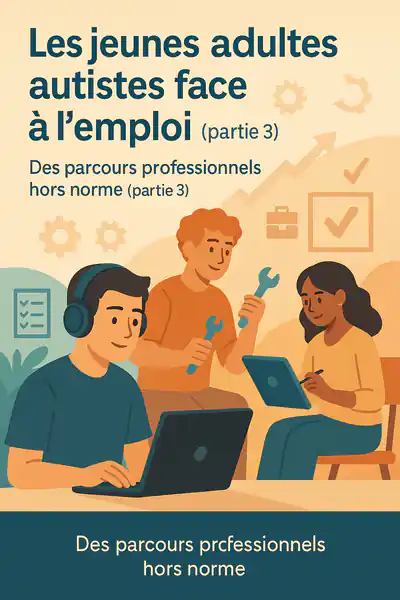 Les jeunes adultes
autistes face
à l'emploi (partie 3)
Des parcours professionnels
hors norme (partie 3)
Des parcours prcfessionnels
hors norme